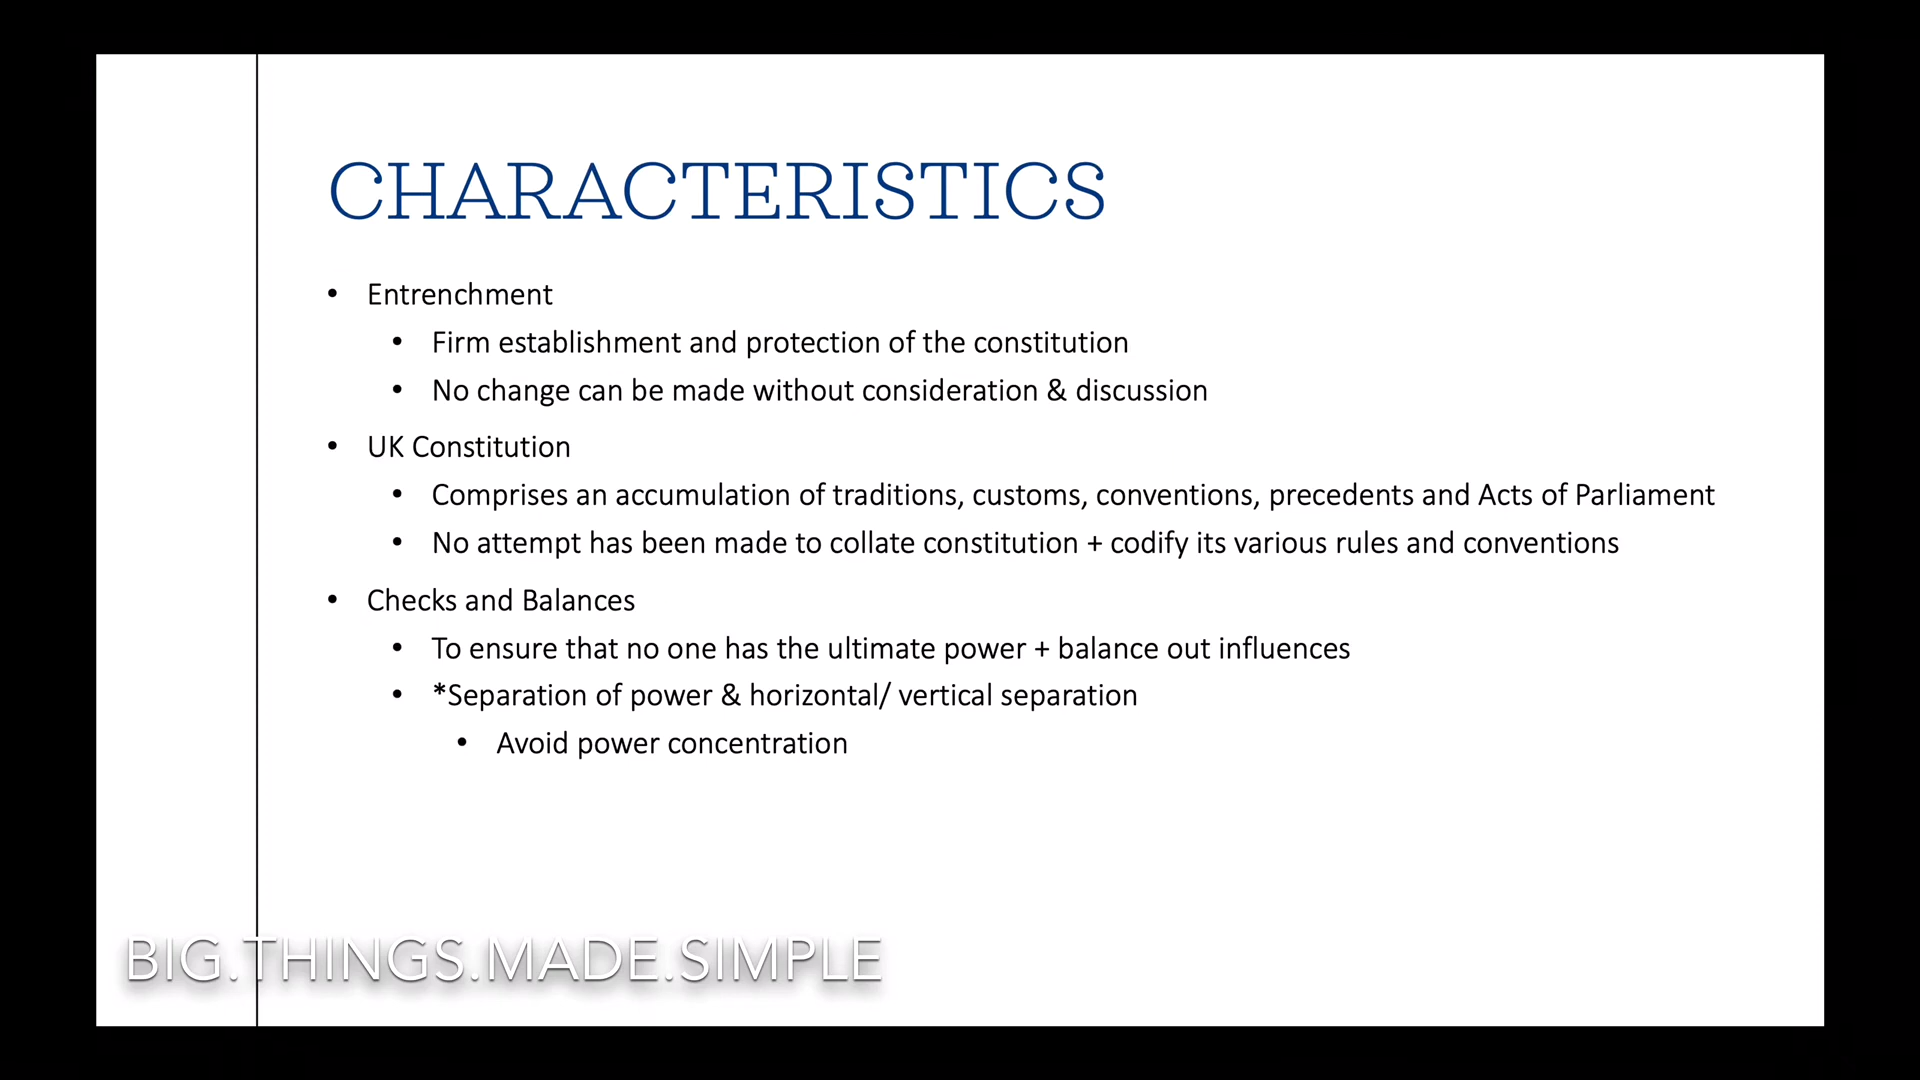 CHARACTERISTICS
• Entrenchment
• Firm establishment and protection of the constitution
• No change can be made without consideration & discussion
• UK Constitution
• Comprises an accumulation of traditions, customs, conventions, precedents and Acts of Parliament
• No attempt has been made to collate constitution + codify its various rules and conventions
• Checks and Balances
• To ensure that no one has the ultimate power + balance out influences
• *Separation of power & horizontal/ vertical separation
• Avoid power concentration
BIG.THINGS.MADE.SIMPLE